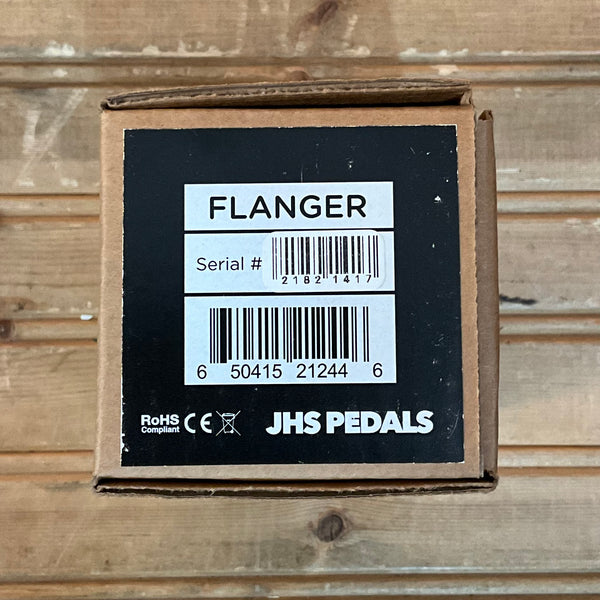 FLANGER
Serial #
2182 1417
6 50415 21244 6
RoHS
Compliant
CE
JHS PEDALS